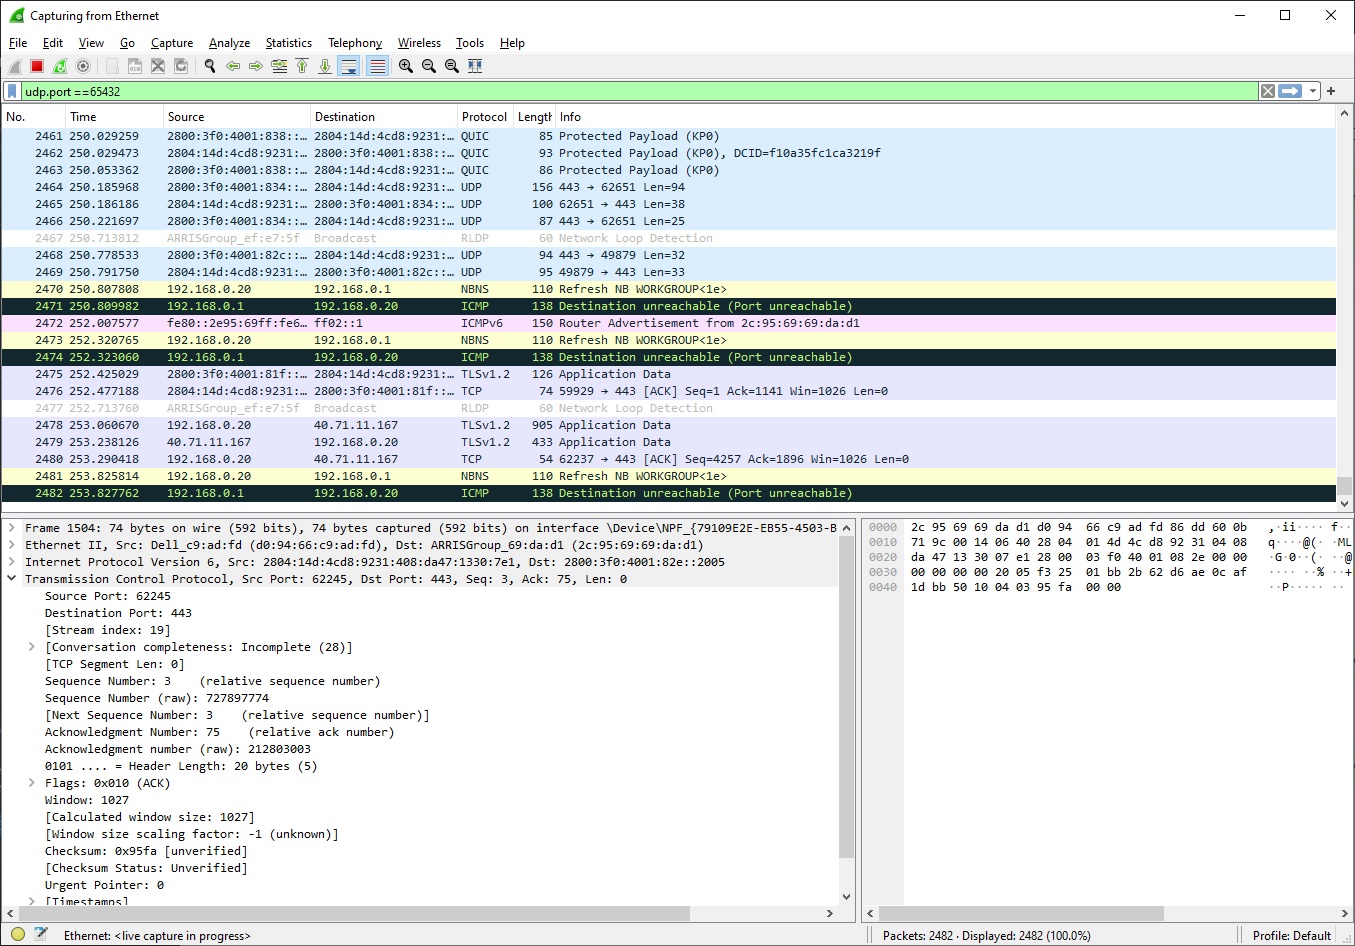 Capturing from Ethernet
File Edit View Go Capture Analyze Statistics Telephony Wireless Tools Help
udp.port ==65432
No. Time Source Destination Protocol Length Info
2461 250.029259 2800:3f0:4001:838::… 2804:14d:4cd8:9231:… QUIC 85 Protected Payload (KP0)
2462 250.029473 2804:14d:4cd8:9231:… 2800:3f0:4001:838::… QUIC 93 Protected Payload (KP0), DCID=f10a35fc1ca3219f
2463 250.053362 2800:3f0:4001:838::… 2804:14d:4cd8:9231:… QUIC 86 Protected Payload (KP0)
2464 250.185968 2800:3f0:4001:834::… 2804:14d:4cd8:9231:… UDP 156 443 → 62651 Len=94
2465 250.186186 2804:14d:4cd8:9231:… 2800:3f0:4001:834::… UDP 100 62651 → 443 Len=38
2466 250.221697 2800:3f0:4001:834::… 2804:14d:4cd8:9231:… UDP 87 443 → 62651 Len=25
2467 250.713812 ARRISGroup_ef:e7:5f Broadcast RLDP 60 Network Loop Detection
2468 250.778533 2800:3f0:4001:82c::… 2804:14d:4cd8:9231:… UDP 94 443 → 49879 Len=32
2469 250.791750 2804:14d:4cd8:9231:… 2800:3f0:4001:82c::… UDP 95 49879 → 443 Len=33
2470 250.807808 192.168.0.20 192.168.0.1 NBNS 110 Refresh NB WORKGROUP<1e>
2471 250.809982 192.168.0.1 192.168.0.20 ICMP 138 Destination unreachable (Port unreachable)
2472 252.007577 fe80::2e95:69ff:fe6… ff02::1 ICMPv6 150 Router Advertisement from 2c:95:69:69:da:d1
2473 252.320765 192.168.0.20 192.168.0.1 NBNS 110 Refresh NB WORKGROUP<1e>
2474 252.323060 192.168.0.1 192.168.0.20 ICMP 138 Destination unreachable (Port unreachable)
2475 252.425029 2800:3f0:4001:81f::… 2804:14d:4cd8:9231:… TLSv1.2 126 Application Data
2476 252.477188 2804:14d:4cd8:9231:… 2800:3f0:4001:81f::… TCP 74 59929 → 443 [ACK] Seq=1 Ack=1141 Win=1026 Len=0
2477 252.713760 ARRISGroup_ef:e7:5f Broadcast RLDP 60 Network Loop Detection
2478 253.060670 192.168.0.20 40.71.11.167 TLSv1.2 905 Application Data
2479 253.238126 40.71.11.167 192.168.0.20 TLSv1.2 433 Application Data
2480 253.290418 192.168.0.20 40.71.11.167 TCP 54 62237 → 443 [ACK] Seq=4257 Ack=1896 Win=1026 Len=0
2481 253.825814 192.168.0.20 192.168.0.1 NBNS 110 Refresh NB WORKGROUP<1e>
2482 253.827762 192.168.0.1 192.168.0.20 ICMP 138 Destination unreachable (Port unreachable)
Frame 1504: 74 bytes on wire (592 bits), 74 bytes captured (592 bits) on interface \Device\NPF_{79109E2E-EB55-4503-B
Ethernet II, Src: Dell_c9:ad:fd (d0:94:66:c9:ad:fd), Dst: ARRISGroup_69:da:d1 (2c:95:69:69:da:d1)
Internet Protocol Version 6, Src: 2804:14d:4cd8:9231:408:da47:1330:7e1, Dst: 2800:3f0:4001:82e::2005
Transmission Control Protocol, Src Port: 62245, Dst Port: 443, Seq: 3, Ack: 75, Len: 0
Source Port: 62245
Destination Port: 443
[Stream index: 19]
[Conversation completeness: Incomplete (28)]
[TCP Segment Len: 0]
Sequence Number: 3 (relative sequence number)
Sequence Number (raw): 727897774
[Next Sequence Number: 3 (relative sequence number)]
Acknowledgment Number: 75 (relative ack number)
Acknowledgment number (raw): 212803003
0101 .... = Header Length: 20 bytes (5)
Flags: 0x010 (ACK)
Window: 1027
[Calculated window size: 1027]
[Window size scaling factor: -1 (unknown)]
Checksum: 0x95fa [unverified]
[Checksum Status: Unverified]
Urgent Pointer: 0
[Timestamps]
0000 2c 95 69 69 da d1 d0 94 66 c9 ad fd 86 dd 60 0b ,·ii···· f·
0010 71 9c 00 14 06 40 28 04 01 4d 4c d8 92 31 04 08 q····@(· ·ML
0020 da 47 13 30 07 e1 28 00 03 f0 40 01 08 2e 00 00 ·G·0··(· ··@
0030 00 00 00 00 20 05 f3 25 01 bb 2b 62 d6 ae 0c af ···· ··% ··+
0040 1d bb 50 10 04 03 95 fa 00 00 ··P····· ··
Ethernet: <live capture in progress>
Packets: 2482 · Displayed: 2482 (100.0%)
Profile: Default